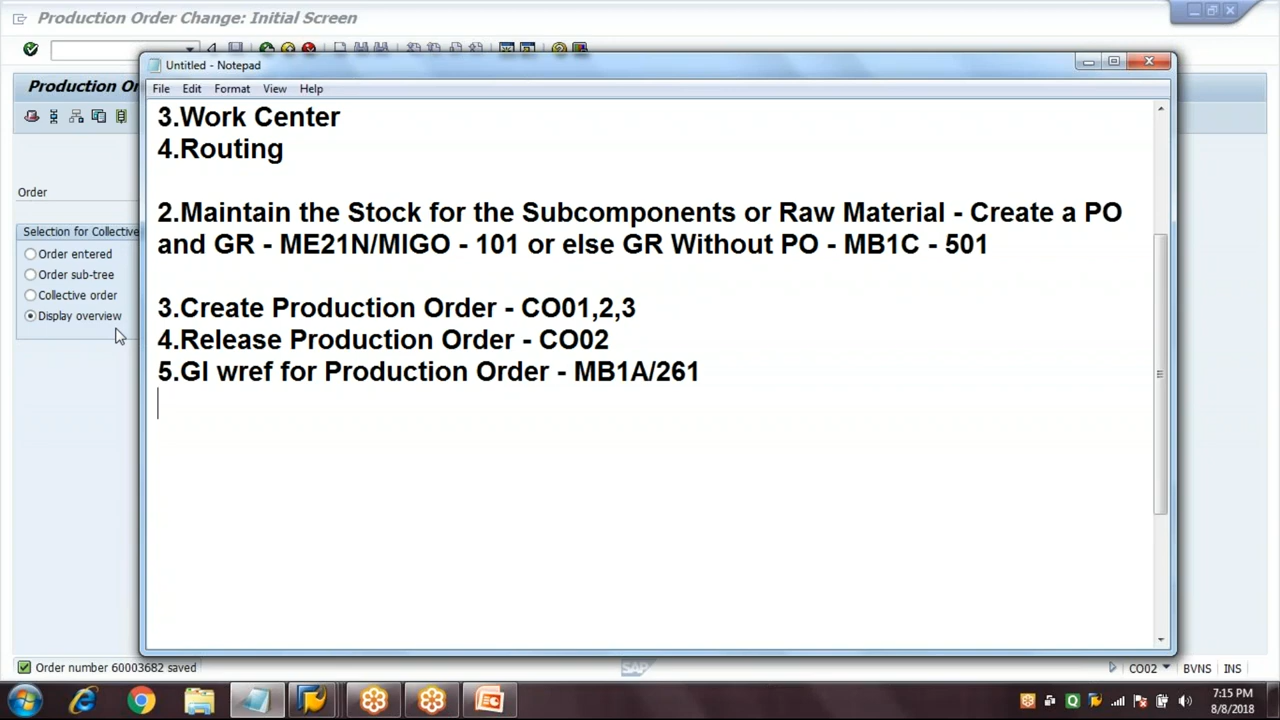 Production Order Change: Initial Screen
Untitled - Notepad
Production Or
File Edit Format View Help
3.Work Center
4.Routing
Order
2.Maintain the Stock for the Subcomponents or Raw Material - Create a PO
and GR - ME21N/MIGO - 101 or else GR Without PO - MB1C - 501
Selection for Collective
Order entered
Order sub-tree
Collective order
Display overview
3.Create Production Order - CO01,2,3
4.Release Production Order - CO02
5.GI wref for Production Order - MB1A/261
Order number 60003682 saved
SAP
CO02
BVNS
INS
7:15 PM
8/8/2018